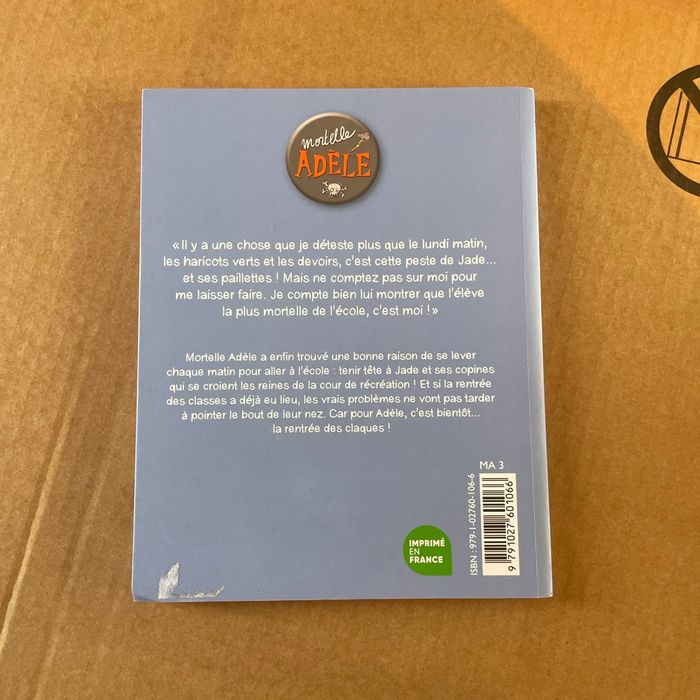 mortelle
ADÈLE
« Il y a une chose que je déteste plus que le lundi matin,
les haricots verts et les devoirs, c'est cette peste de Jade...
et ses paillettes ! Mais ne comptez pas sur moi pour
me laisser faire. Je compte bien lui montrer que l'élève
la plus mortelle de l'école, c'est moi ! »
Mortelle Adèle a enfin trouvé une bonne raison de se lever
chaque matin pour aller à l'école : tenir tête à Jade et ses copines
qui se croient les reines de la cour de récréation ! Et si la rentrée
des classes a déjà eu lieu, les vrais problèmes ne vont pas tarder
à pointer le bout de leur nez. Car pour Adèle, c'est bientôt...
la rentrée des claques !
MA 3
ISBN : 979-1-02760-106-6
9 791027 601066
IMPRIMÉ
EN
FRANCE